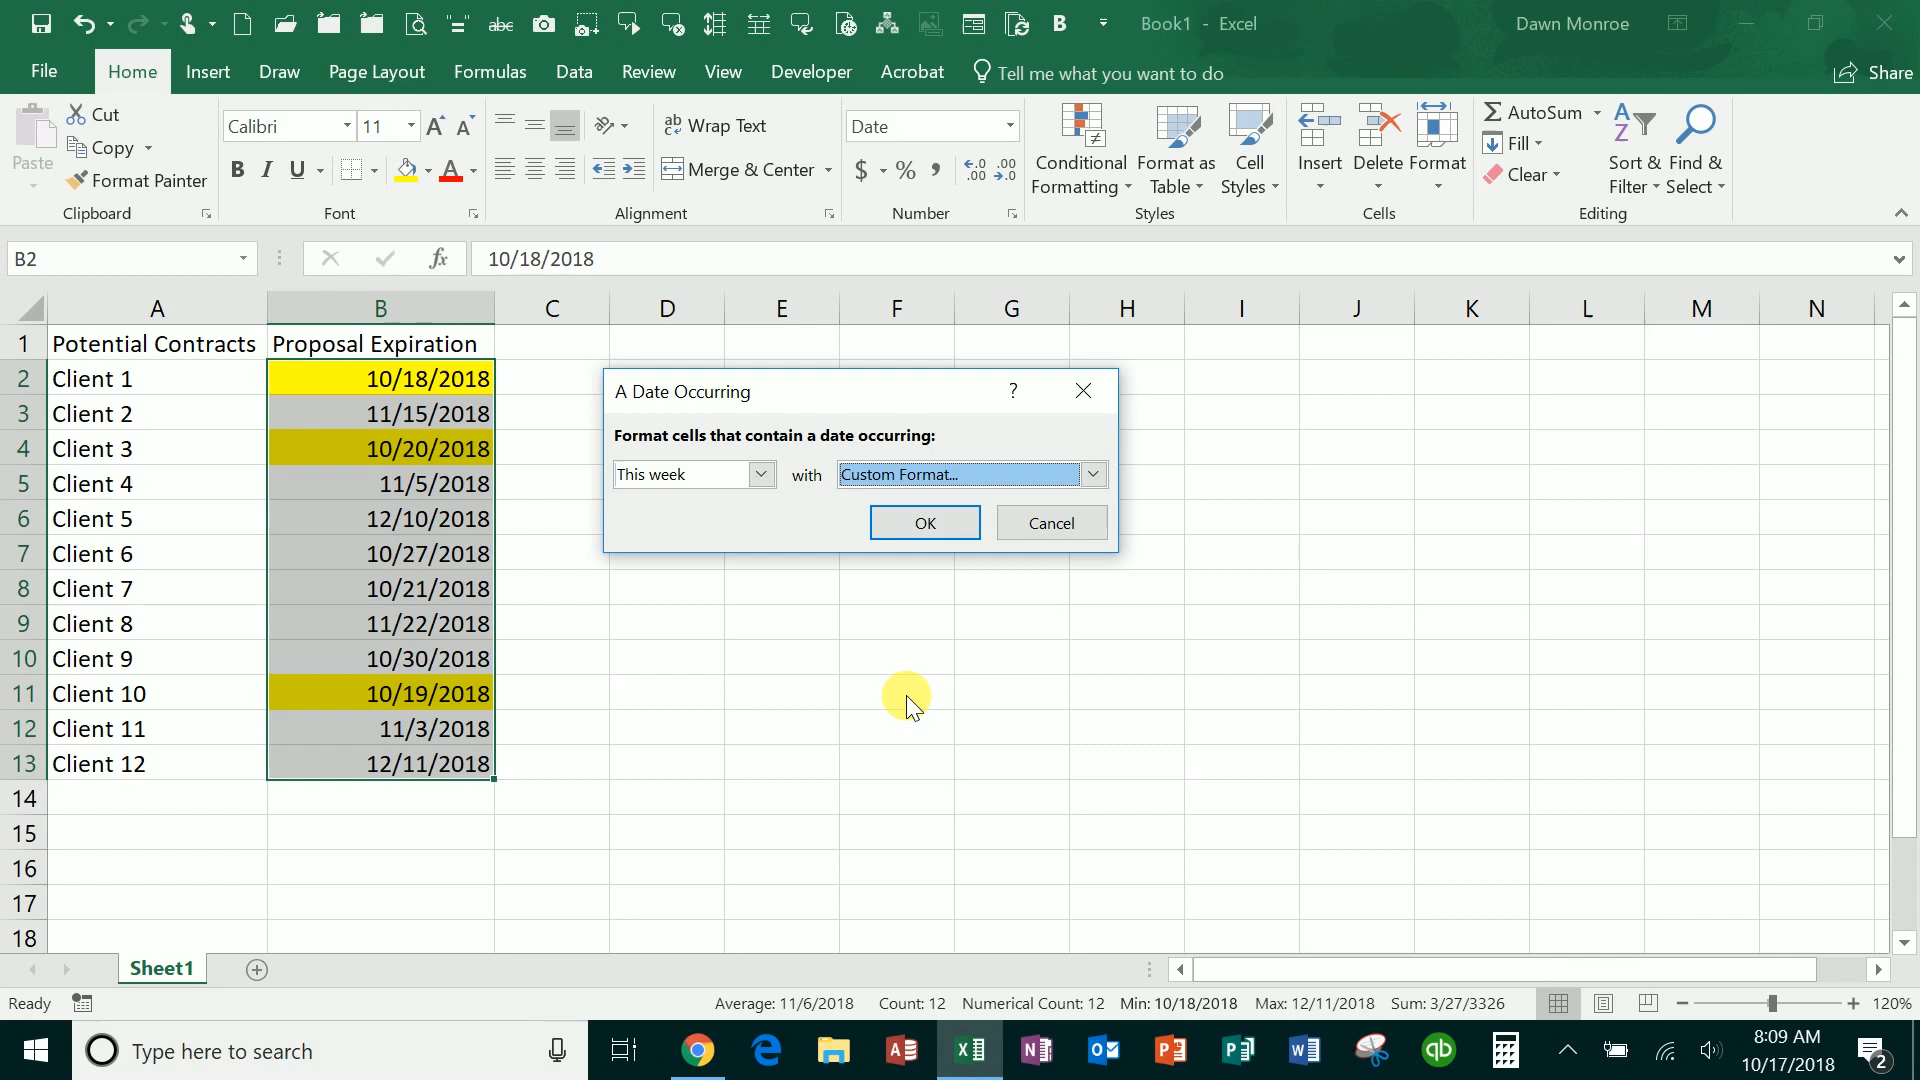 abc B Book1 - Excel Dawn Monroe
File Home Insert Draw Page Layout Formulas Data Review View Developer Acrobat Tell me what you want to do Share
Paste
Cut
Copy
Format Painter
Clipboard
Calibri 11 A A
B I U A
Font
ab Wrap Text
Merge & Center
Alignment
Date
$ % , .00 .00
Number
Conditional Formatting
Format as Table
Cell Styles
Styles
Insert Delete Format
Cells
AutoSum
Fill
Clear
Sort & Filter
Find & Select
Editing
B2 fx 10/18/2018
A B C D E F G H I J K L M N
1 Potential Contracts Proposal Expiration
2 Client 1 10/18/2018
3 Client 2 11/15/2018
4 Client 3 10/20/2018
5 Client 4 11/5/2018
6 Client 5 12/10/2018
7 Client 6 10/27/2018
8 Client 7 10/21/2018
9 Client 8 11/22/2018
10 Client 9 10/30/2018
11 Client 10 10/19/2018
12 Client 11 11/3/2018
13 Client 12 12/11/2018
14
15
16
17
18
A Date Occurring ?
Format cells that contain a date occurring:
This week with Custom Format...
OK Cancel
Sheet1
Ready Average: 11/6/2018 Count: 12 Numerical Count: 12 Min: 10/18/2018 Max: 12/11/2018 Sum: 3/27/3326 120%
Type here to search
8:09 AM
10/17/2018
2